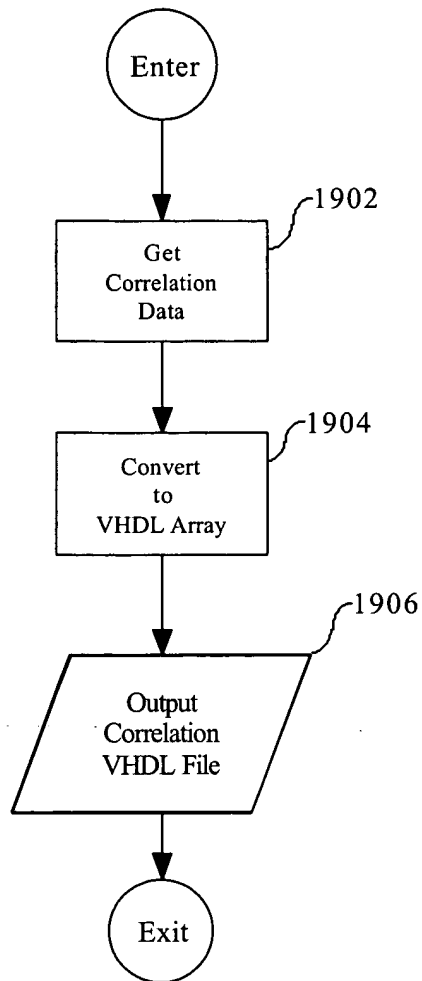 Enter
1902
Get
Correlation
Data
1904
Convert
to
VHDL Array
1906
Output
Correlation
VHDL File
Exit